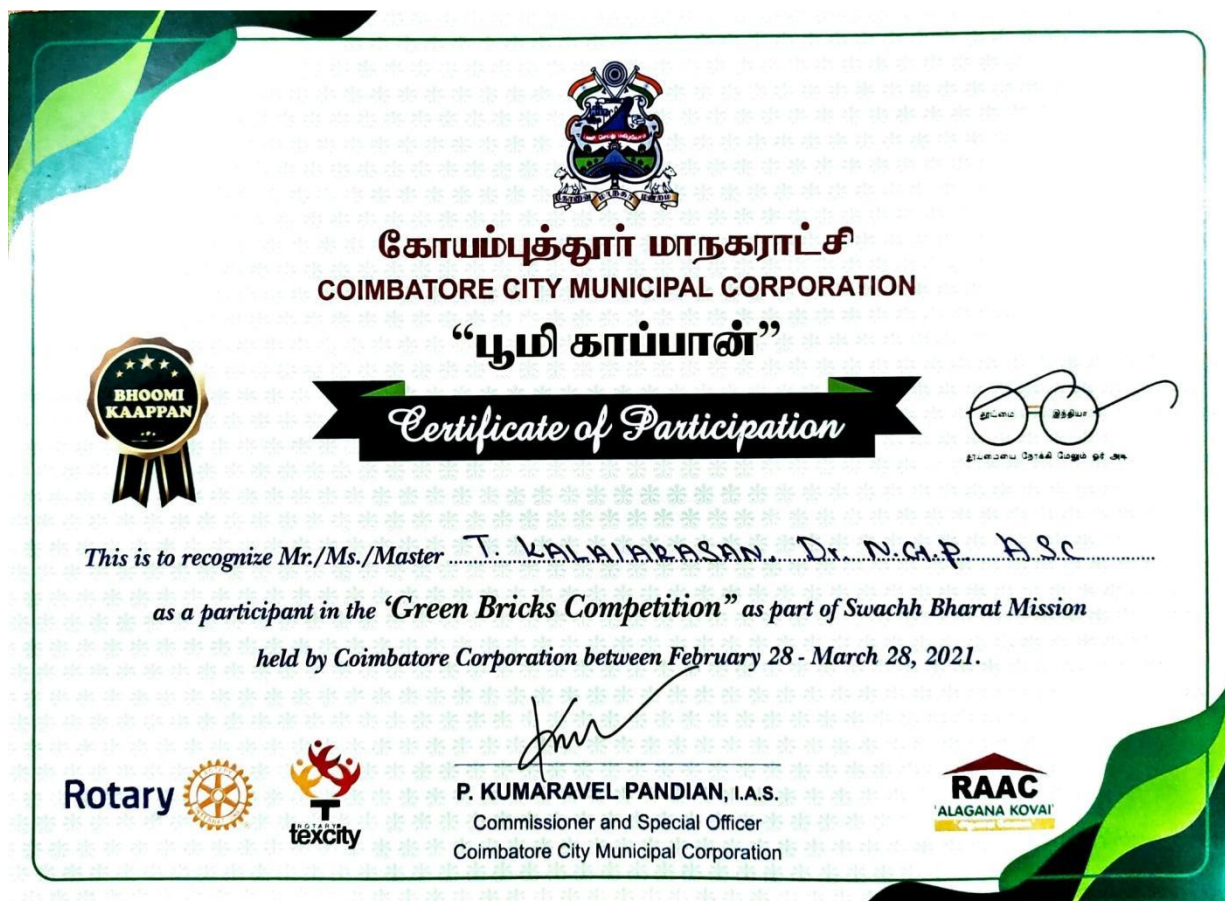 கோயம்புத்தூர் மாநகராட்சி
COIMBATORE CITY MUNICIPAL CORPORATION
“பூமி காப்பான்”
BHOOMI
KAAPPAN
Certificate of Participation
தூய்மை இந்தியா
தூய்மையை நோக்கி மேலும் ஓர் அடி
This is to recognize Mr./Ms./Master T. KALAIARASAN. Dr. N.G.P. ASC
as a participant in the ‘Green Bricks Competition” as part of Swachh Bharat Mission
held by Coimbatore Corporation between February 28 - March 28, 2021.
Rotary
ROTARY
texcity
P. KUMARAVEL PANDIAN, I.A.S.
Commissioner and Special Officer
Coimbatore City Municipal Corporation
RAAC
'ALAGANA KOVAI'